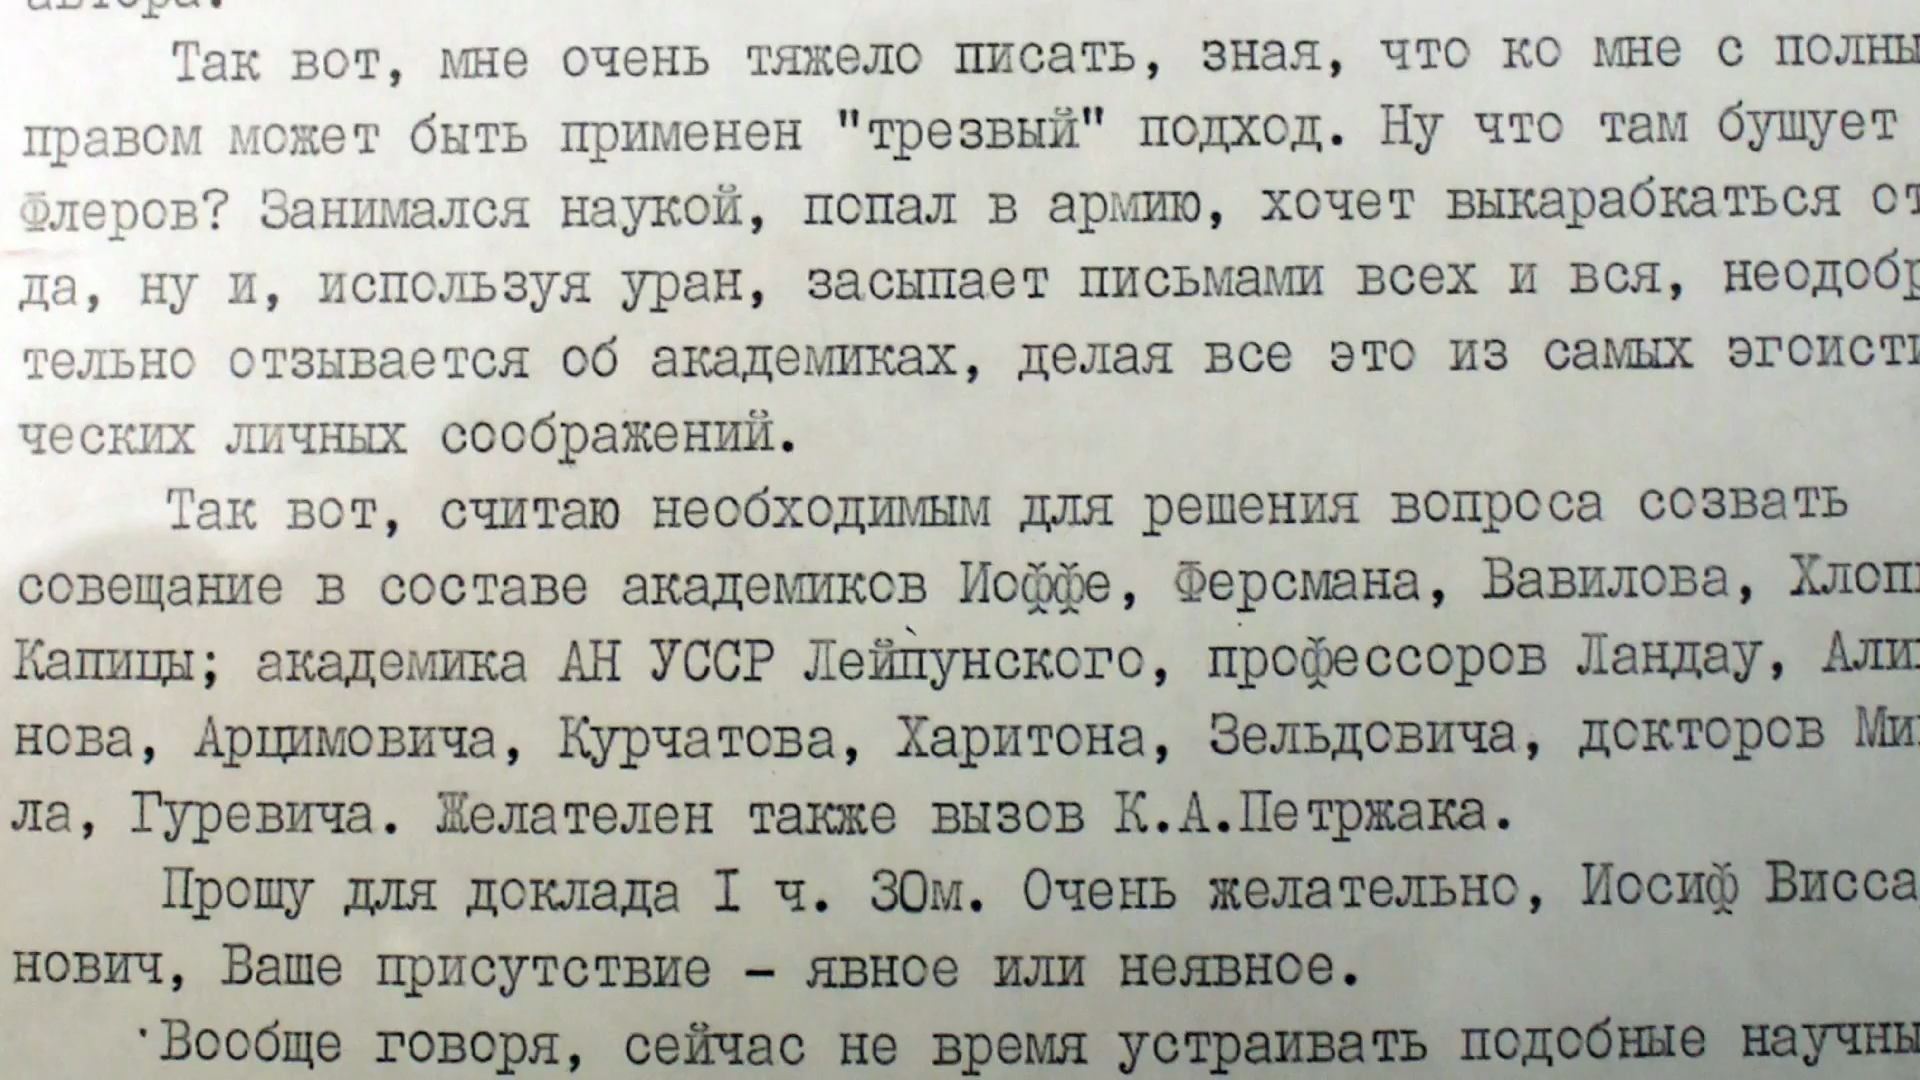 автора.
Так вот, мне очень тяжело писать, зная, что ко мне с полны
правом может быть применен "трезвый" подход. Ну что там бушует
Флеров? Занимался наукой, попал в армию, хочет выкарабкаться от
да, ну и, используя уран, засыпает письмами всех и вся, неодобр
тельно отзывается об академиках, делая все это из самых эгоисти
ческих личных соображений.
Так вот, считаю необходимым для решения вопроса созвать
совещание в составе академиков Иоффе, Ферсмана, Вавилова, Хлопи
Капицы; академика АН УССР Лейпунского, профессоров Ландау, Али
нова, Арцимовича, Курчатова, Харитона, Зельдовича, докторов Ми
ла, Гуревича. Желателен также вызов К.А.Петржака.
Прошу для доклада I ч. 30м. Очень желательно, Иосиф Висса
нович, Ваше присутствие - явное или неявное.
Вообще говоря, сейчас не время устраивать подобные научны